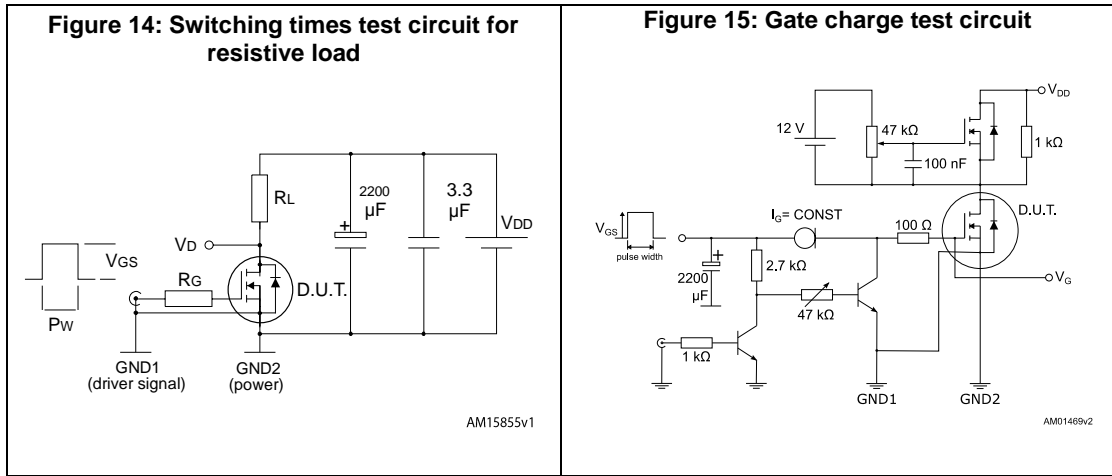 Figure 14: Switching times test circuit for
resistive load
RL
2200
µF
3.3
µF
VDD
VD
VGS
RG
D.U.T.
PW
GND1
(driver signal)
GND2
(power)
AM15855v1
Figure 15: Gate charge test circuit
VDD
12 V
47 kΩ
1 kΩ
100 nF
D.U.T.
IG= CONST
100 Ω
VGS
pulse width
2.7 kΩ
2200
µF
VG
47 kΩ
1 kΩ
GND1
GND2
AM01469v2